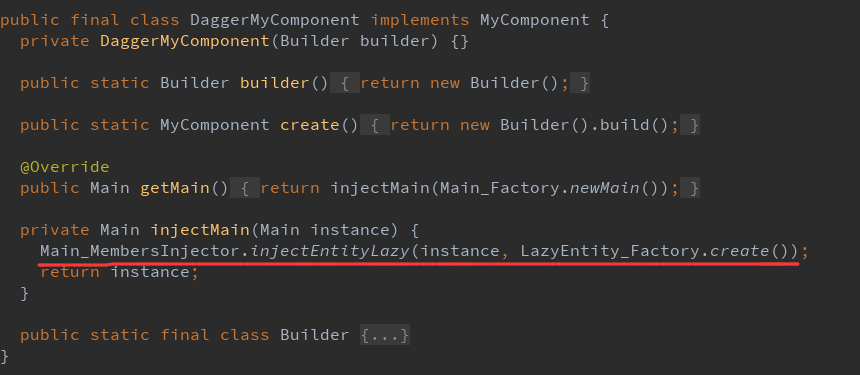 public final class DaggerMyComponent implements MyComponent {
  private DaggerMyComponent(Builder builder) {}
  public static Builder builder() { return new Builder(); }
  public static MyComponent create() { return new Builder().build(); }
  @Override
  public Main getMain() { return injectMain(Main_Factory.newMain()); }
  private Main injectMain(Main instance) {
    Main_MembersInjector.injectEntityLazy(instance, LazyEntity_Factory.create());
    return instance;
  }
  public static final class Builder {...}
}